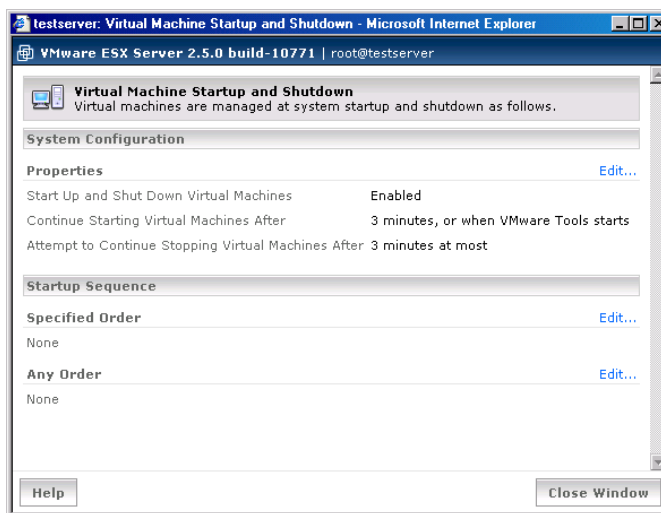 testserver: Virtual Machine Startup and Shutdown - Microsoft Internet Explorer
VMware ESX Server 2.5.0 build-10771 | root@testserver
Virtual Machine Startup and Shutdown
Virtual machines are managed at system startup and shutdown as follows.
System Configuration
Properties Edit...
Start Up and Shut Down Virtual Machines Enabled
Continue Starting Virtual Machines After 3 minutes, or when VMware Tools starts
Attempt to Continue Stopping Virtual Machines After 3 minutes at most
Startup Sequence
Specified Order Edit...
None
Any Order Edit...
None
Help Close Window